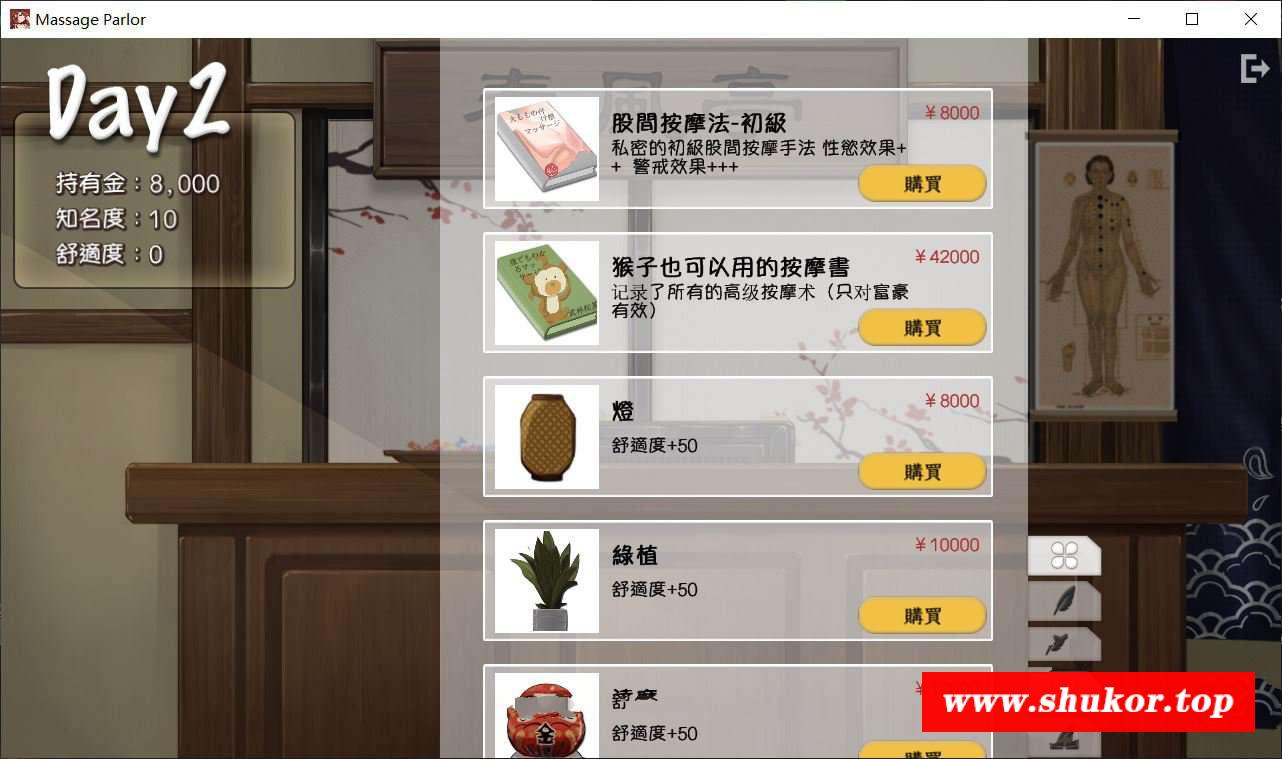 Massage Parlor
Day2
持有金：8,000
知名度：10
舒適度：0
股間按摩法-初級
¥8000
私密的初級股間按摩手法 性慾效果+
+ 警戒效果+++
購買
猴子也可以用的按摩書
¥42000
记录了所有的高级按摩术（只对富豪
有效）
購買
燈
¥8000
舒適度+50
購買
綠植
¥10000
舒適度+50
購買
舒適度+50
購買
www.shukor.top